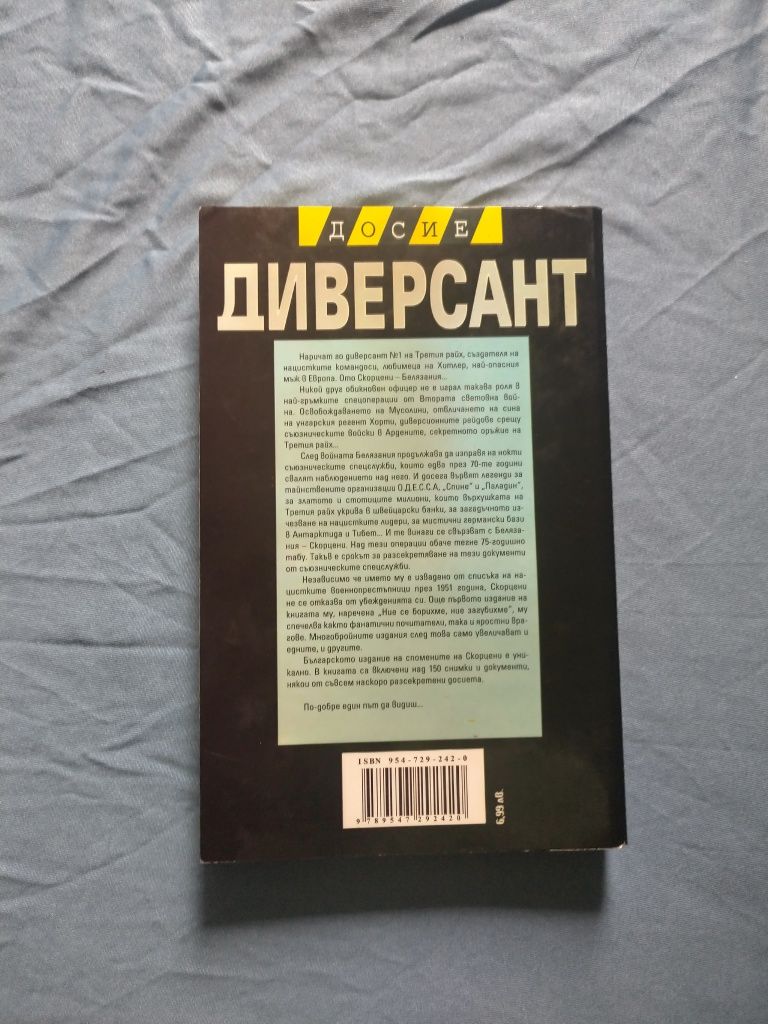 ДОСИЕ
ДИВЕРСАНТ
Наричат го диверсант №1 на Третия райх, създателя на
нацистките командоси, любимеца на Хитлер, най-опасния
мъж в Европа. Ото Скорцени – Белязания...
Никой друг обикновен офицер не е играл такава роля в
най-гръмките спецоперации от Втората световна вой-
на. Освобождаването на Мусолини, отвличането на сина
на унгарския регент Хорти, диверсионните рейдове срещу
съюзническите войски в Ардените, секретното оръжие на
Третия райх...
След войната Белязания продължава да изправя на нокти
съюзническите спецслужби, които едва през 70-те години
свалят наблюдението над него. И досега вървят легенди за
тайнствените организации О.Д.Е.С.С.А, „Спине" и „Паладин",
за златото и стотиците милиони, които върхушката на
Третия райх укрива в швейцарски банки, за загадъчното из-
чезване на нацистките лидери, за мистични германски бази
в Антарктида и Тибет... И те винаги се свързват с Беляза-
ния – Скорцени. Над тези операции обаче тегне 75-годишно
табу. Такъв е срокът за разсекретяване на тези документи
от съюзническите спецслужби.
Независимо че името му е извадено от списъка на на-
цистките военнопрестъпници през 1951 година, Скорцени
не се отказва от убежденията си. Още първото издание на
книгата му, наречена „Ние се борихме, ние загубихме", му
спечелва както фанатични почитатели, така и яростни вра-
гове. Многобройните издания след това само увеличават и
едните, и другите.
Българското издание на спомените на Скорцени е уни-
кално. В книгата са включени над 150 снимки и документи,
някои от съвсем наскоро разсекретени досиета.
По-добре един път да видиш...
ISBN 954-729-242-0
9 789547 292420
6,99 лв.